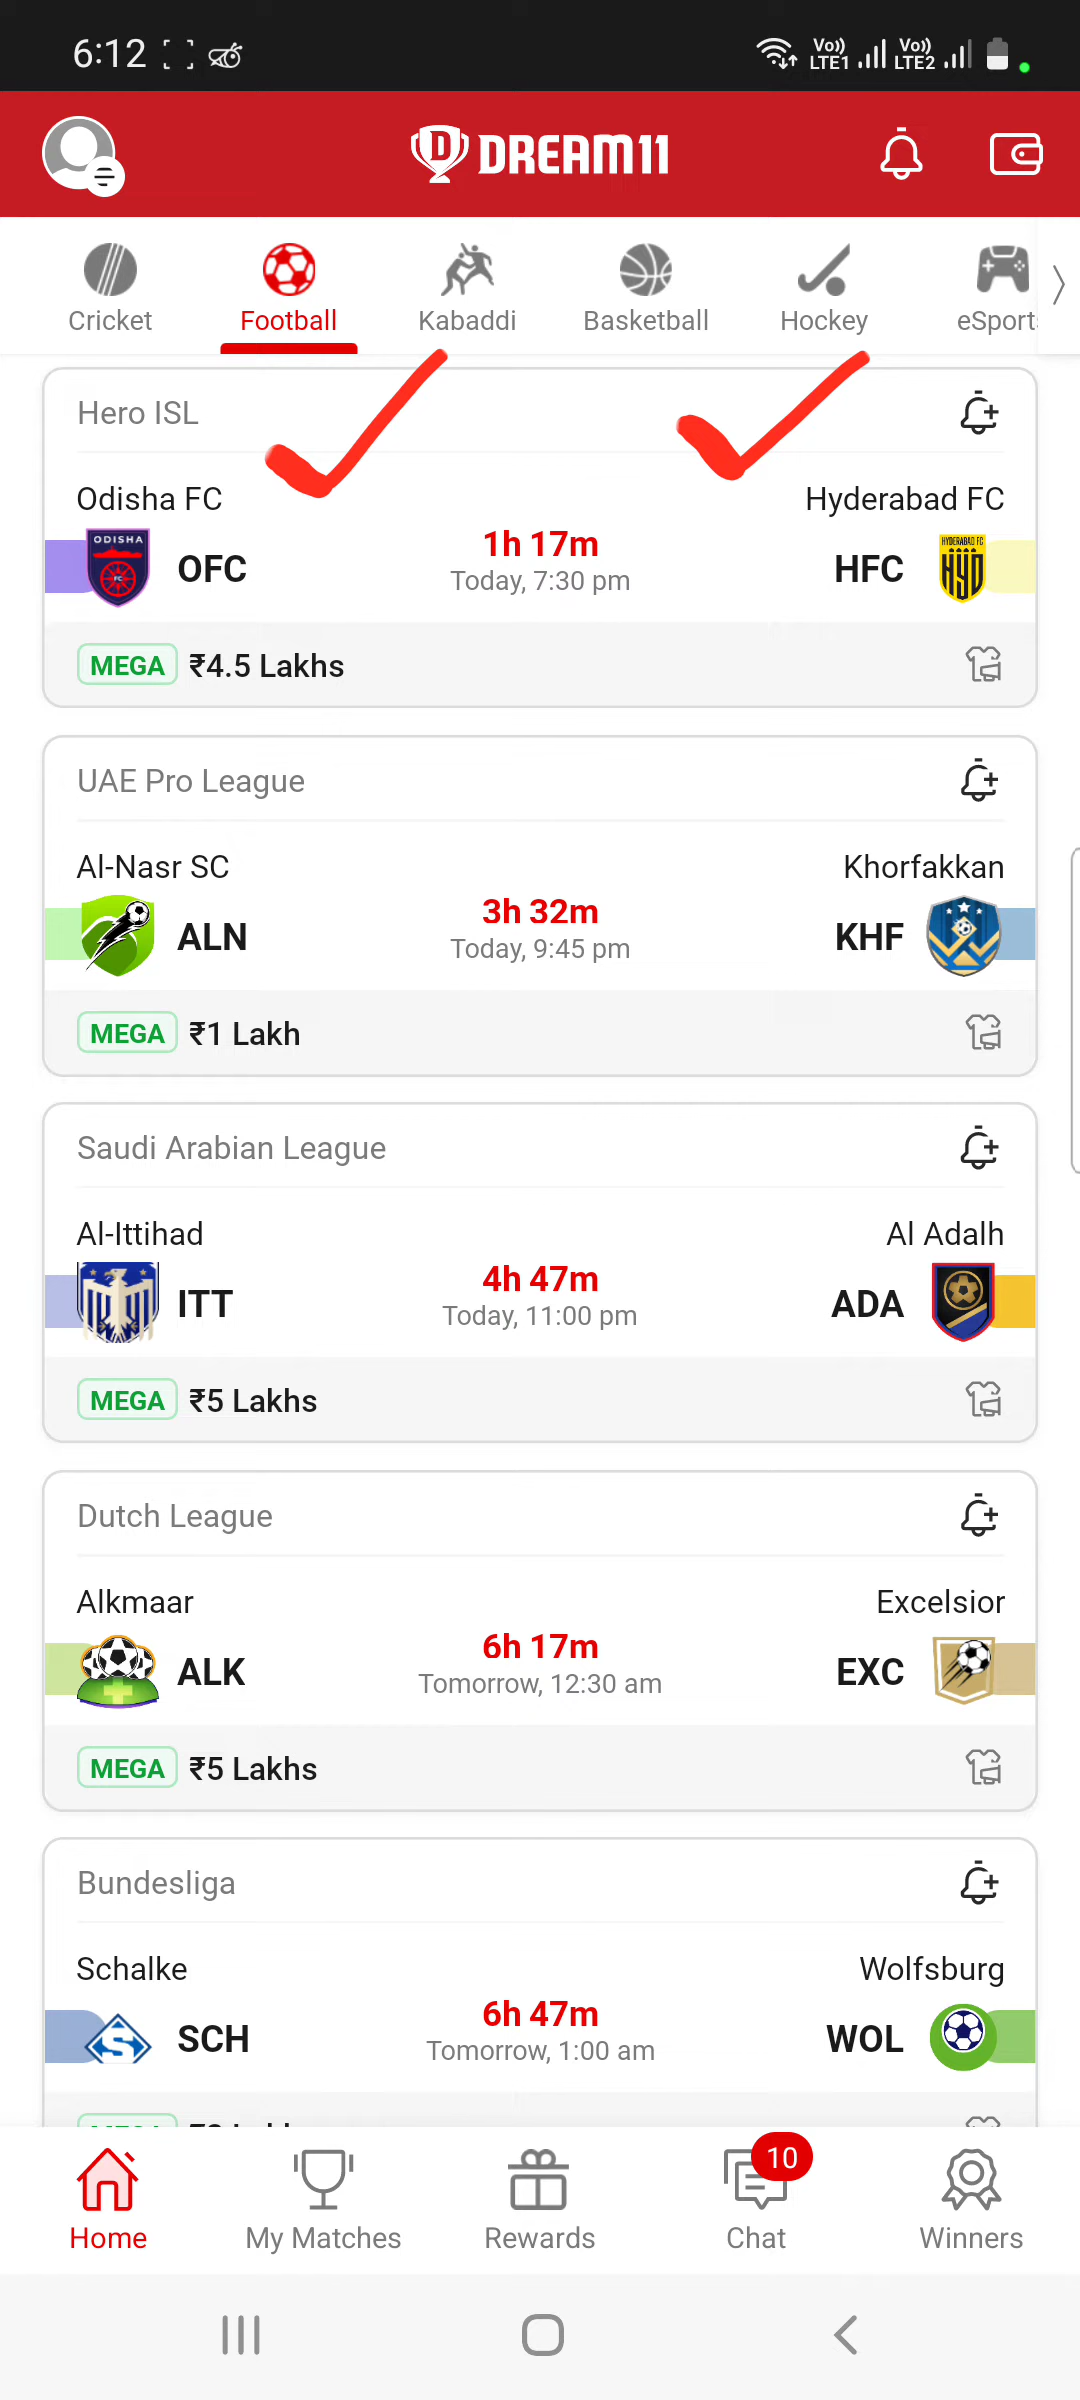 6:12 Vo)) LTE1 Vo)) LTE2
DREAM11
Cricket Football Kabaddi Basketball Hockey eSport
Hero ISL
Odisha FC Hyderabad FC
ODISHA FC OFC 1h 17m HFC HYDERABAD FC HYD
Today, 7:30 pm
MEGA ₹4.5 Lakhs
UAE Pro League
Al-Nasr SC Khorfakkan
ALN 3h 32m KHF
Today, 9:45 pm
MEGA ₹1 Lakh
Saudi Arabian League
Al-Ittihad Al Adalh
ITT 4h 47m ADA
Today, 11:00 pm
MEGA ₹5 Lakhs
Dutch League
Alkmaar Excelsior
ALK 6h 17m EXC
Tomorrow, 12:30 am
MEGA ₹5 Lakhs
Bundesliga
Schalke Wolfsburg
SCH 6h 47m WOL
Tomorrow, 1:00 am
10
Home My Matches Rewards Chat Winners